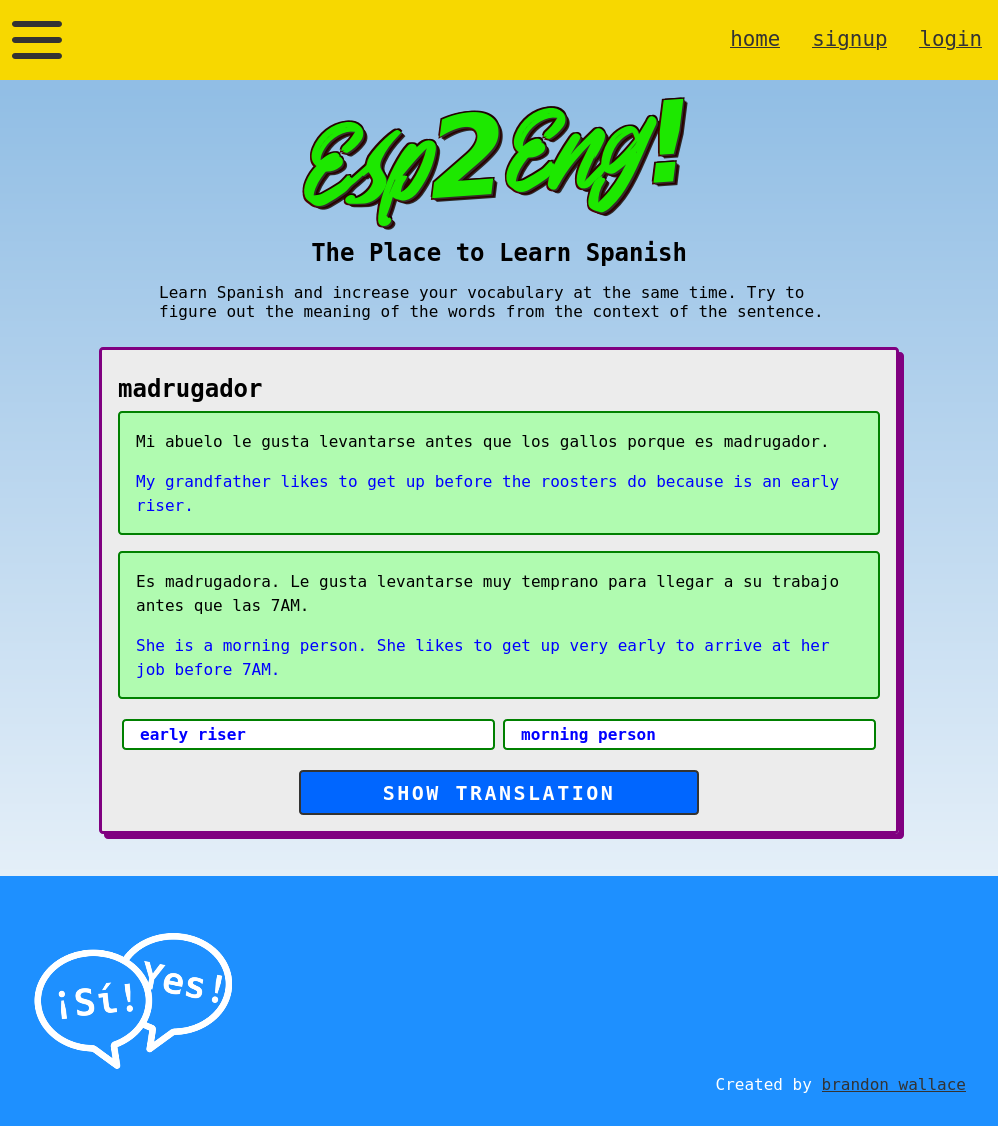 home signup login
Esp2Eng!
The Place to Learn Spanish
Learn Spanish and increase your vocabulary at the same time. Try to
figure out the meaning of the words from the context of the sentence.
madrugador
Mi abuelo le gusta levantarse antes que los gallos porque es madrugador.
My grandfather likes to get up before the roosters do because is an early
riser.
Es madrugadora. Le gusta levantarse muy temprano para llegar a su trabajo
antes que las 7AM.
She is a morning person. She likes to get up very early to arrive at her
job before 7AM.
early riser morning person
SHOW TRANSLATION
¡Sí! Yes!
Created by brandon wallace